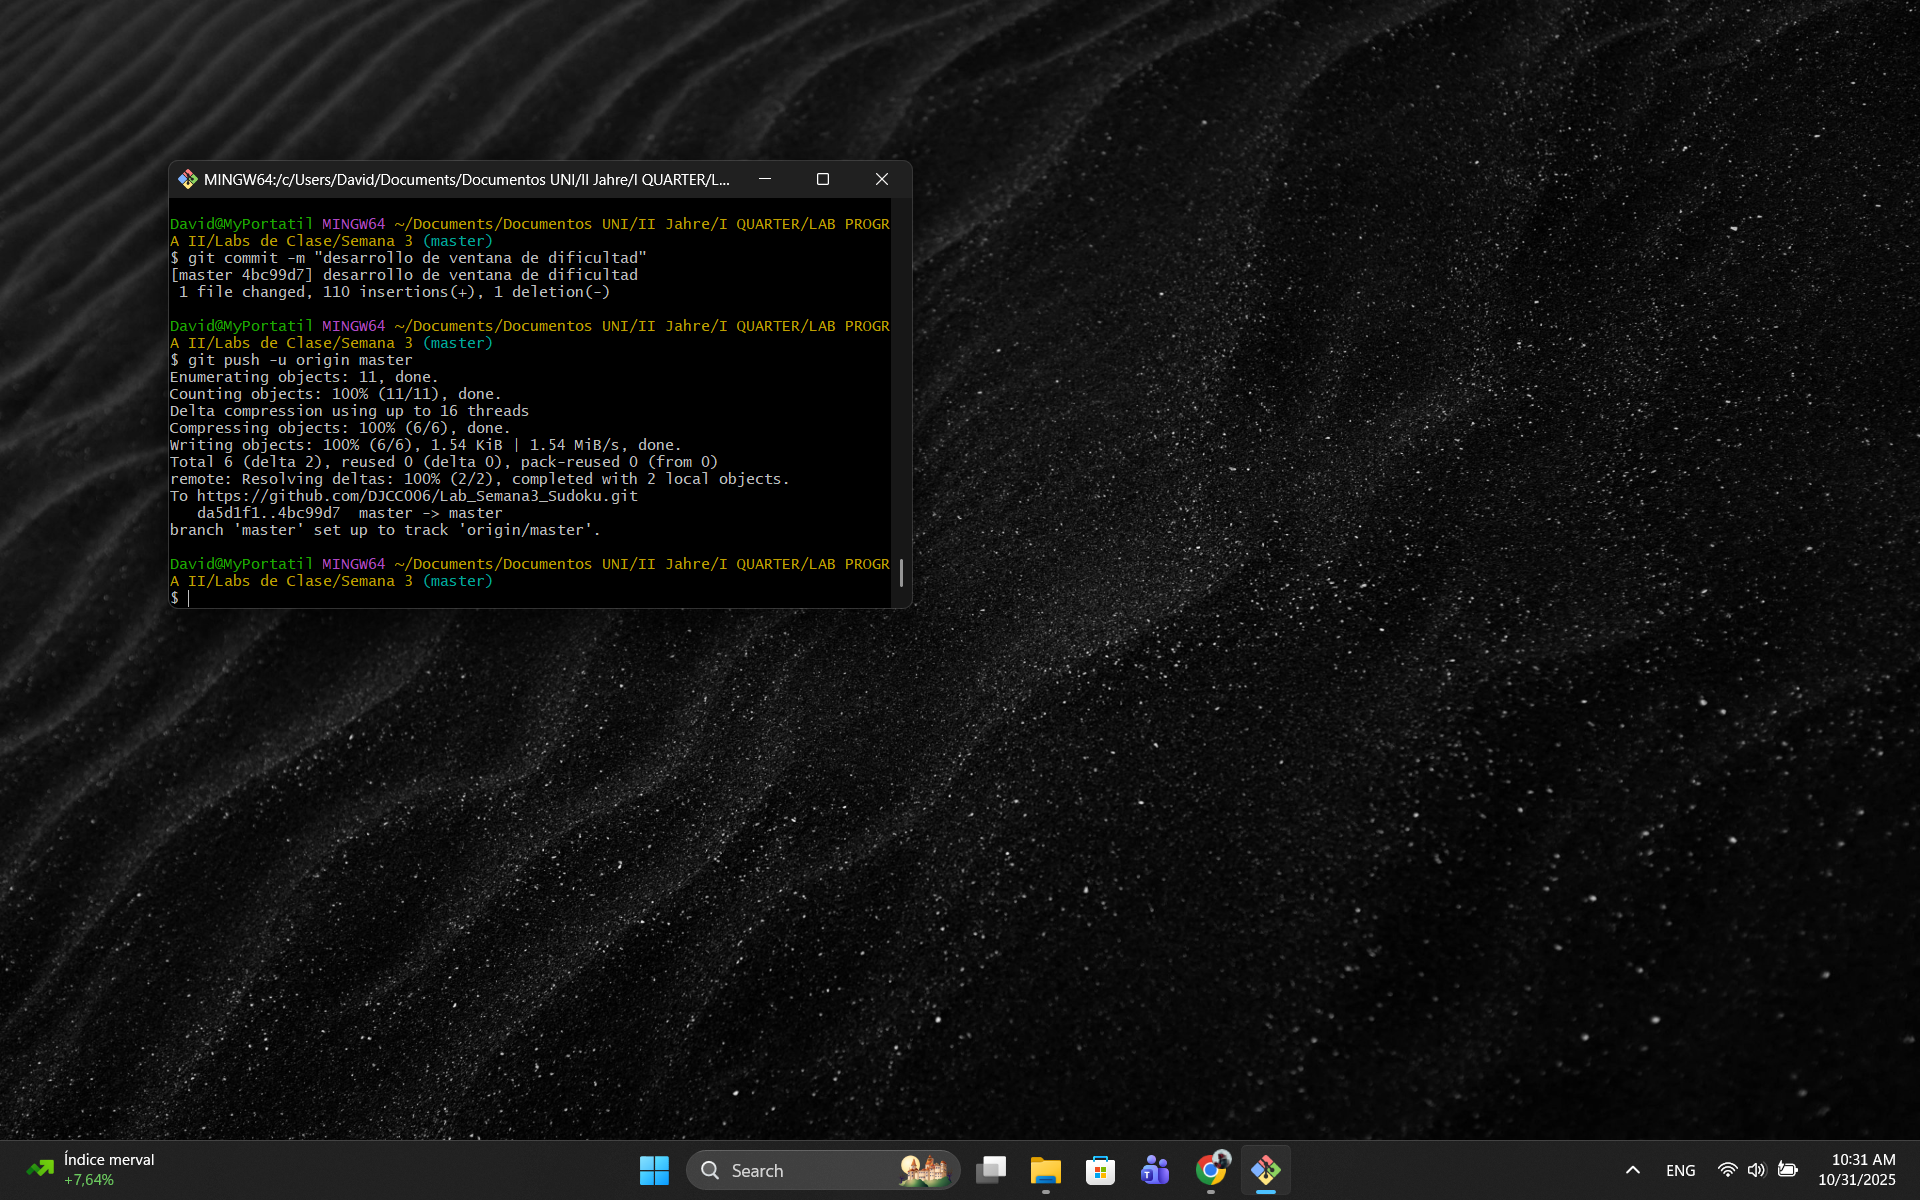 MINGW64:/c/Users/David/Documents/Documentos UNI/II Jahre/I QUARTER/L...
David@MyPortatil MINGW64 ~/Documents/Documentos UNI/II Jahre/I QUARTER/LAB PROGR
A II/Labs de Clase/Semana 3 (master)
$ git commit -m "desarrollo de ventana de dificultad"
[master 4bc99d7] desarrollo de ventana de dificultad
 1 file changed, 110 insertions(+), 1 deletion(-)
David@MyPortatil MINGW64 ~/Documents/Documentos UNI/II Jahre/I QUARTER/LAB PROGR
A II/Labs de Clase/Semana 3 (master)
$ git push -u origin master
Enumerating objects: 11, done.
Counting objects: 100% (11/11), done.
Delta compression using up to 16 threads
Compressing objects: 100% (6/6), done.
Writing objects: 100% (6/6), 1.54 KiB | 1.54 MiB/s, done.
Total 6 (delta 2), reused 0 (delta 0), pack-reused 0 (from 0)
remote: Resolving deltas: 100% (2/2), completed with 2 local objects.
To https://github.com/DJCC006/Lab_Semana3_Sudoku.git
   da5d1f1..4bc99d7  master -> master
branch 'master' set up to track 'origin/master'.
David@MyPortatil MINGW64 ~/Documents/Documentos UNI/II Jahre/I QUARTER/LAB PROGR
A II/Labs de Clase/Semana 3 (master)
$
Índice merval
+7,64%
Search
ENG
10:31 AM
10/31/2025